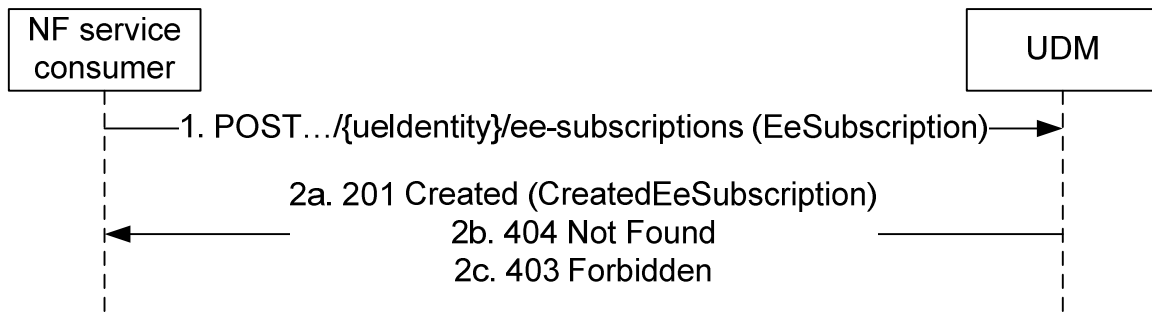 NF service
consumer
UDM
1. POST…/{ueIdentity}/ee-subscriptions (EeSubscription)
2a. 201 Created (CreatedEeSubscription)
2b. 404 Not Found
2c. 403 Forbidden